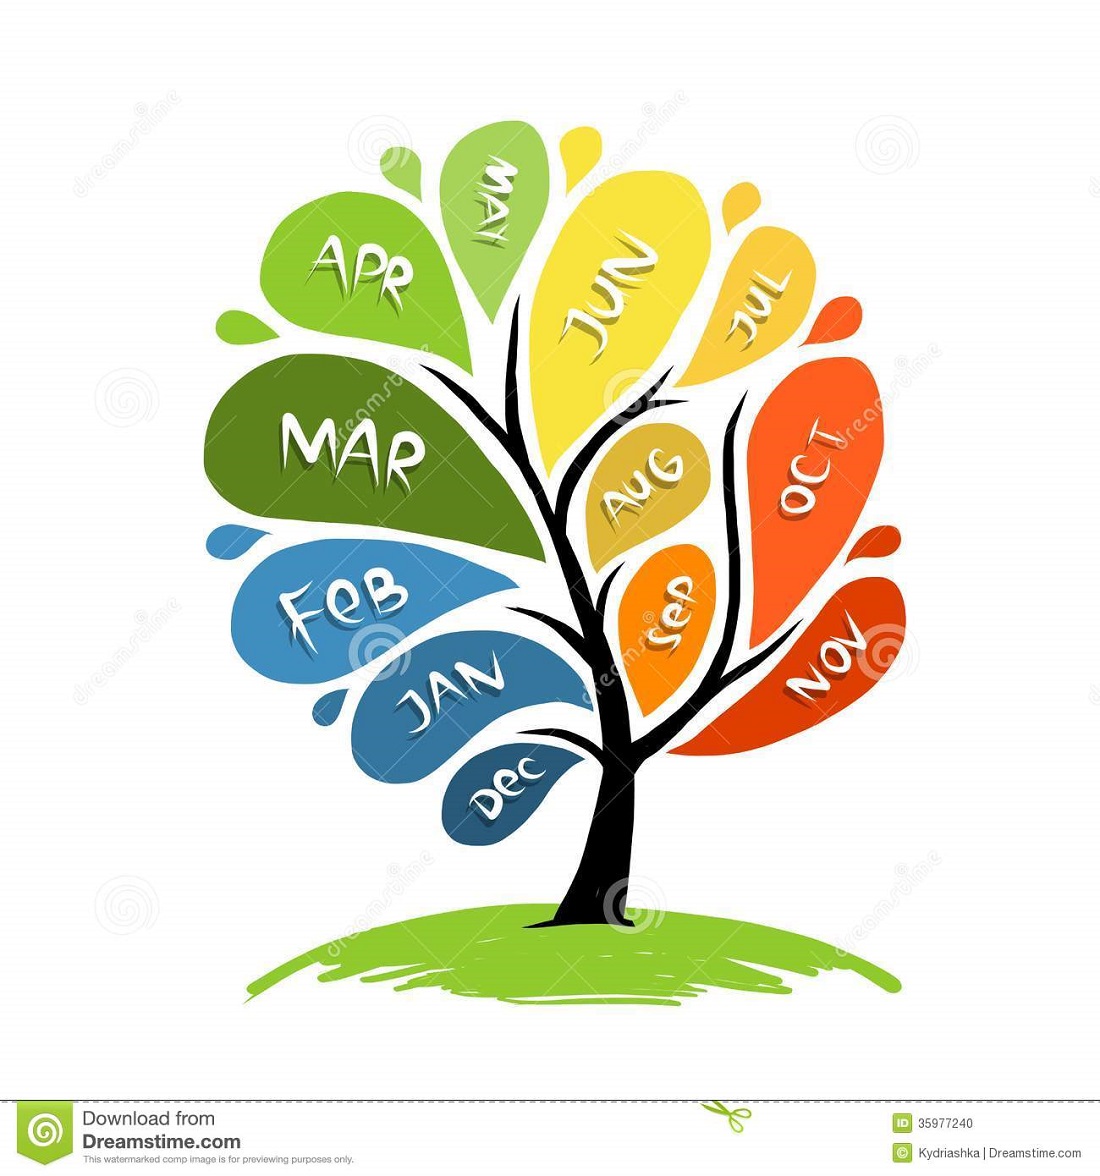 MAY
APR
JUN
JUL
MAR
OCT
AUG
FEB
SEP
NOV
JAN
DEC
dreamstime
Download from
Dreamstime.com
This watermarked comp image is for previewing purposes only.
ID 35977240
© Kydriashka | Dreamstime.com